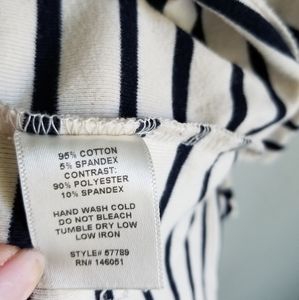 95% COTTON
5% SPANDEX
CONTRAST:
90% POLYESTER
10% SPANDEX
HAND WASH COLD
DO NOT BLEACH
TUMBLE DRY LOW
LOW IRON
STYLE# 57789
RN# 146051